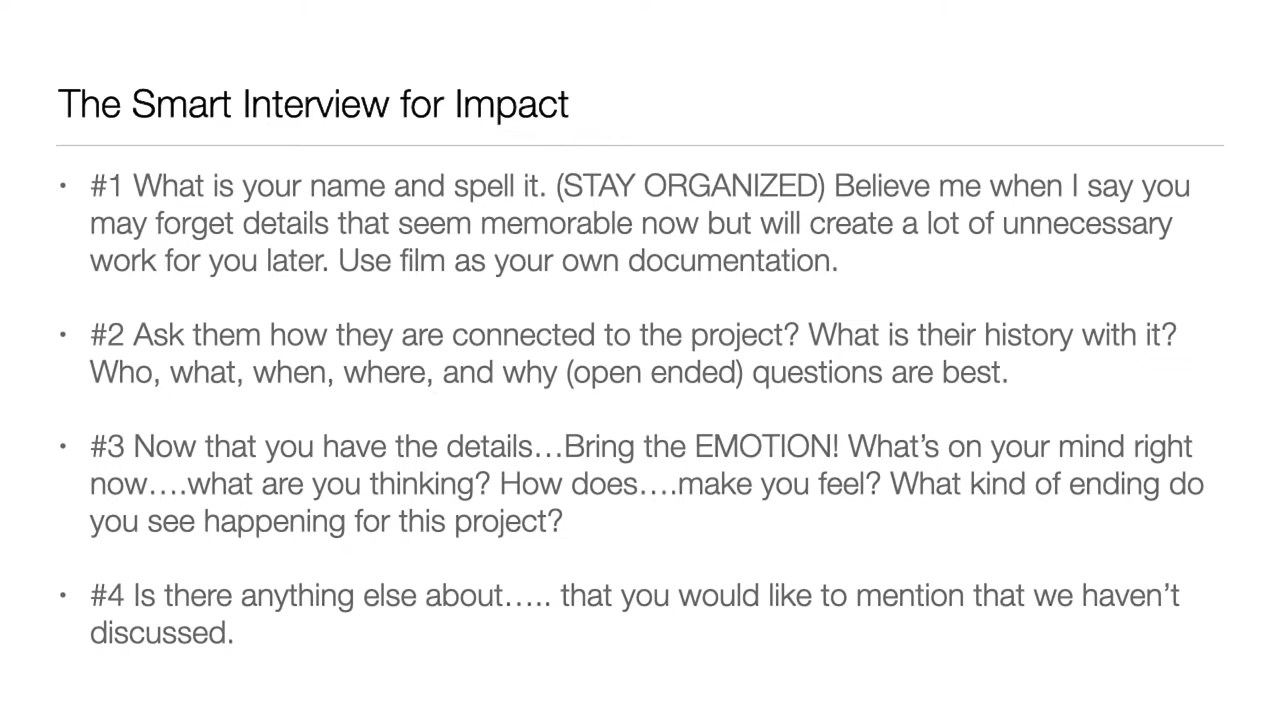 The Smart Interview for Impact
• #1 What is your name and spell it. (STAY ORGANIZED) Believe me when I say you
may forget details that seem memorable now but will create a lot of unnecessary
work for you later. Use film as your own documentation.
• #2 Ask them how they are connected to the project? What is their history with it?
Who, what, when, where, and why (open ended) questions are best.
• #3 Now that you have the details…Bring the EMOTION! What’s on your mind right
now….what are you thinking? How does….make you feel? What kind of ending do
you see happening for this project?
• #4 Is there anything else about….. that you would like to mention that we haven’t
discussed.